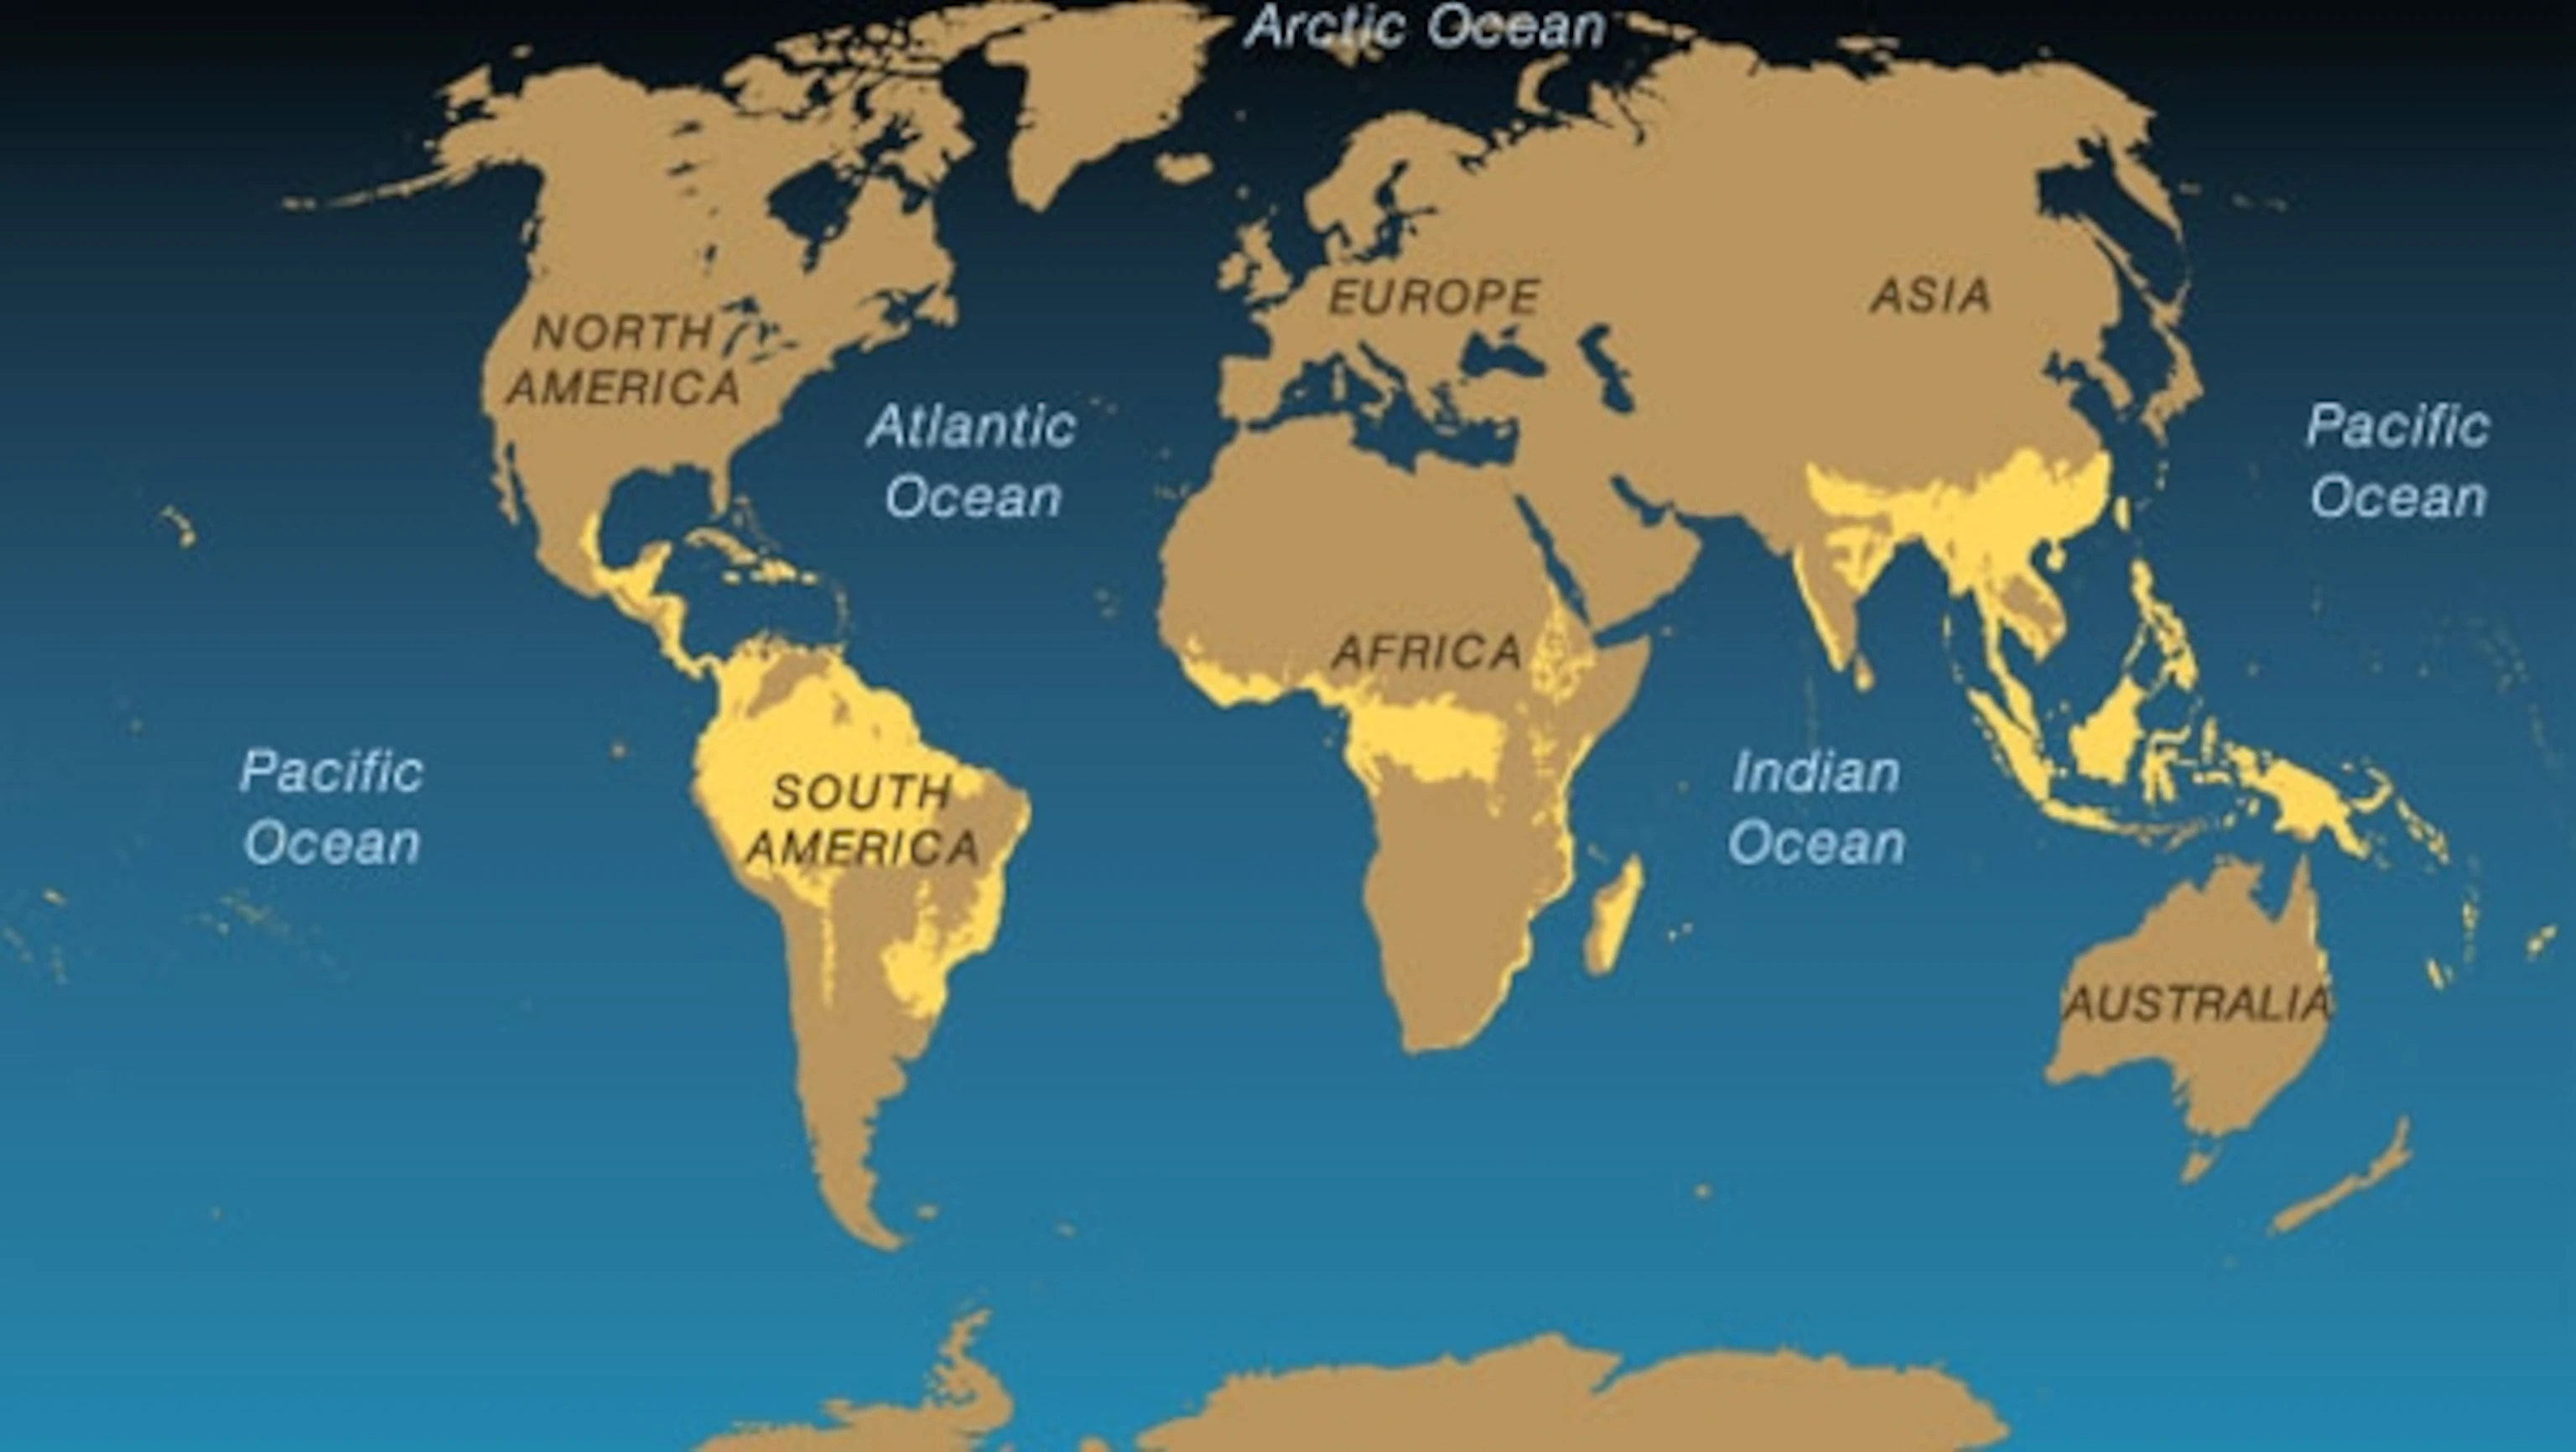 Arctic Ocean
NORTH
AMERICA
EUROPE
ASIA
Atlantic
Ocean
Pacific
Ocean
AFRICA
Pacific
Ocean
SOUTH
AMERICA
Indian
Ocean
AUSTRALIA